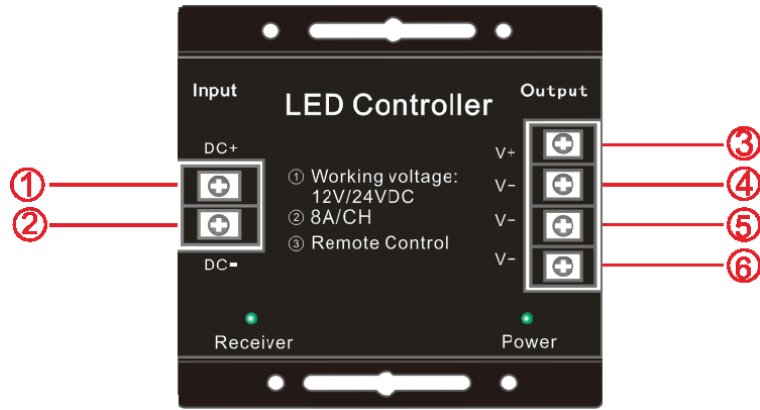 Input
Output
LED Controller
DC+
DC-
① Working voltage:
12V/24VDC
② 8A/CH
③ Remote Control
V+
V-
V-
V-
Receiver
Power
①
②
③
④
⑤
⑥